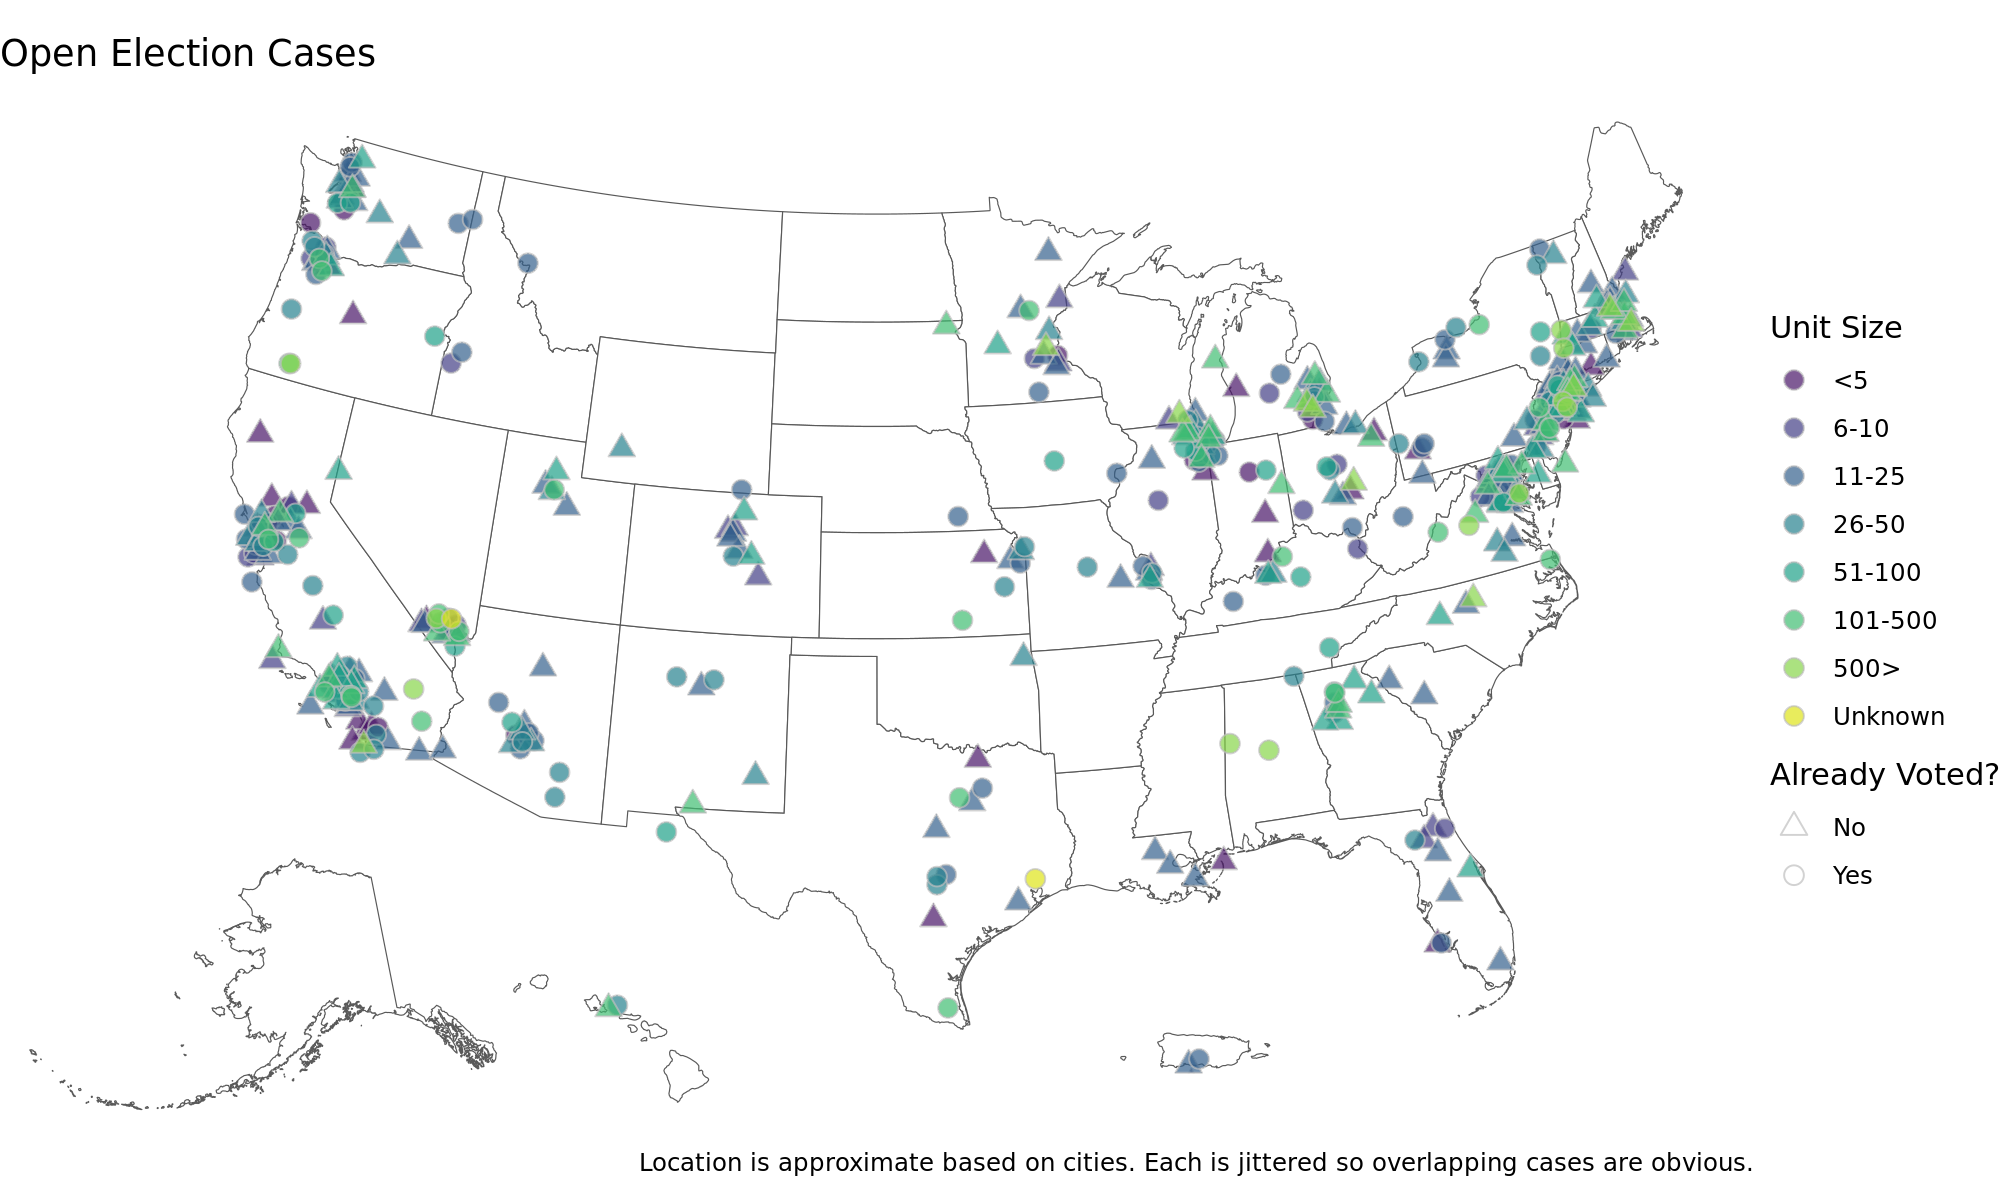 Open Election Cases
Unit Size
<5
6-10
11-25
26-50
51-100
101-500
500>
Unknown
Already Voted?
No
Yes
Location is approximate based on cities. Each is jittered so overlapping cases are obvious.